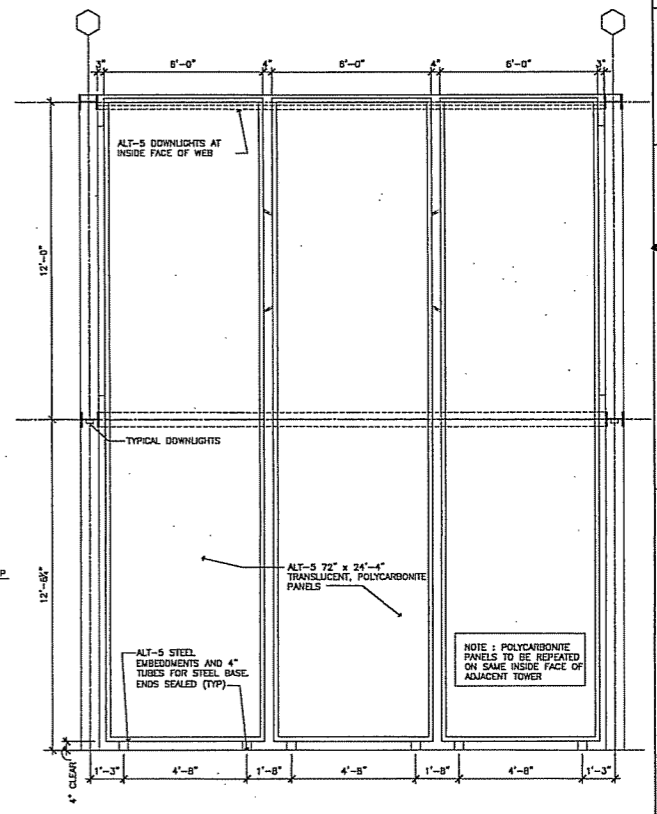 3" 6'-0" 4" 6'-0" 4" 6'-0" 3"
ALT-5 DOWNLIGHTS AT
INSIDE FACE OF WEB
12'-0"
TYPICAL DOWNLIGHTS
P
ALT-5 72" x 24'-4"
TRANSLUCENT, POLYCARBONITE
PANELS
ALT-5 STEEL
EMBEDDMENTS AND 4"
TUBES FOR STEEL BASE.
ENDS SEALED (TYP)
NOTE : POLYCARBONITE
PANELS TO BE REPEATED
ON SAME INSIDE FACE OF
ADJACENT TOWER
4" CLEAR
1'-3" 4'-8" 1'-8" 4'-8" 1'-8" 4'-8" 1'-3"